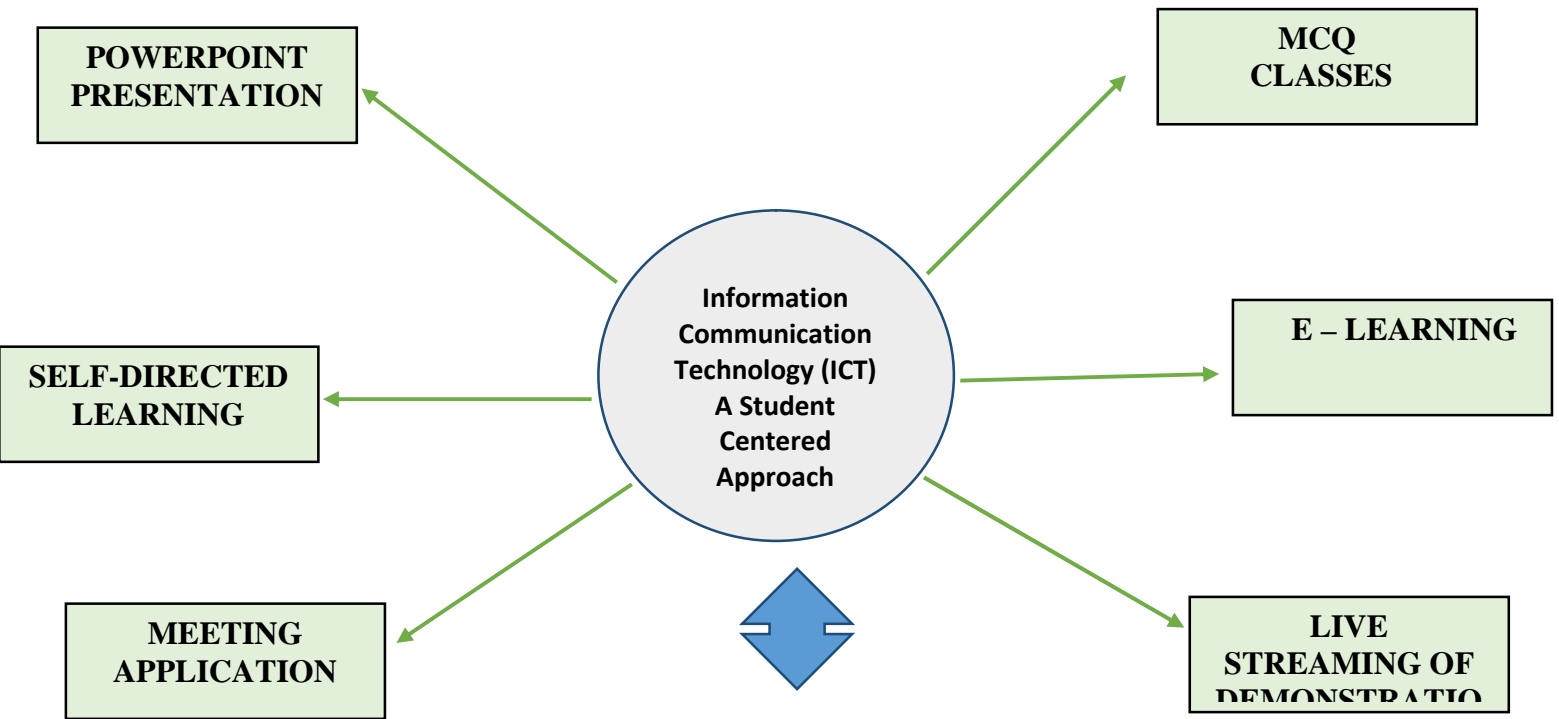 POWERPOINT
PRESENTATION
MCQ
CLASSES
Information
Communication
Technology (ICT)
A Student
Centered
Approach
SELF-DIRECTED
LEARNING
E – LEARNING
MEETING
APPLICATION
LIVE
STREAMING OF
DEMONSTRATIO